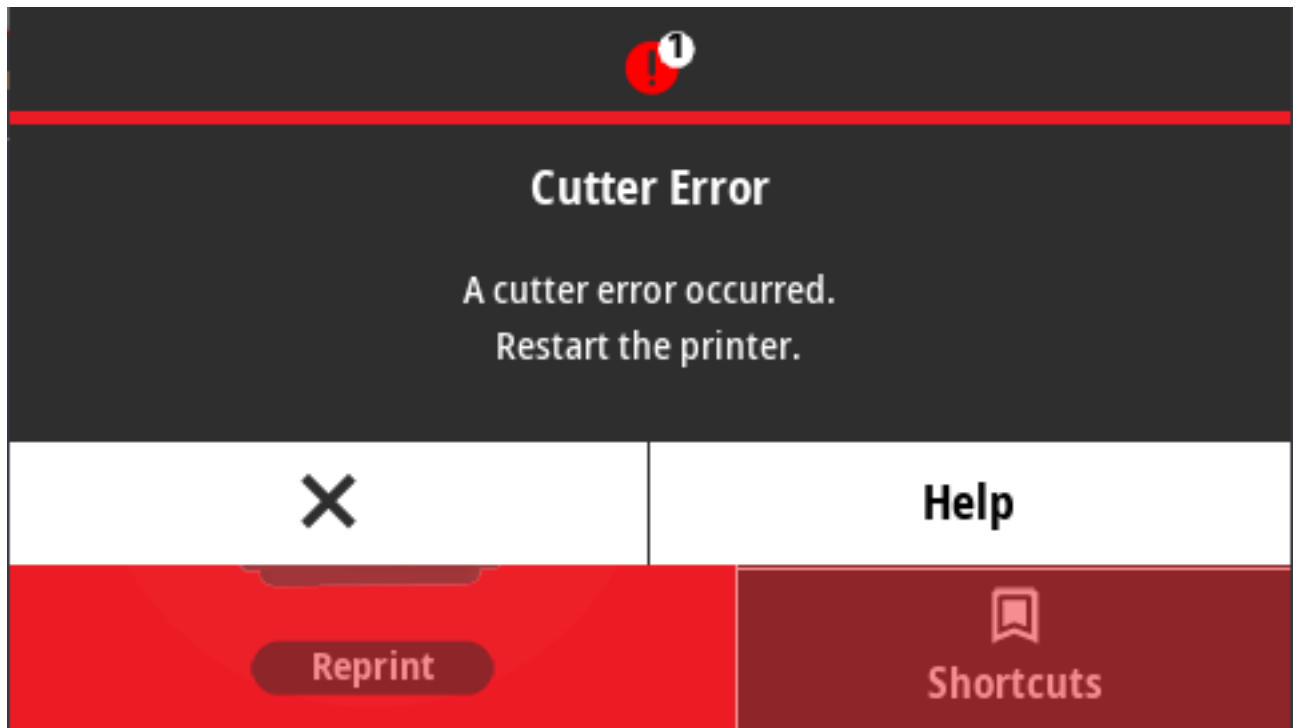 1
Cutter Error
A cutter error occurred.
Restart the printer.
Help
Reprint
Shortcuts